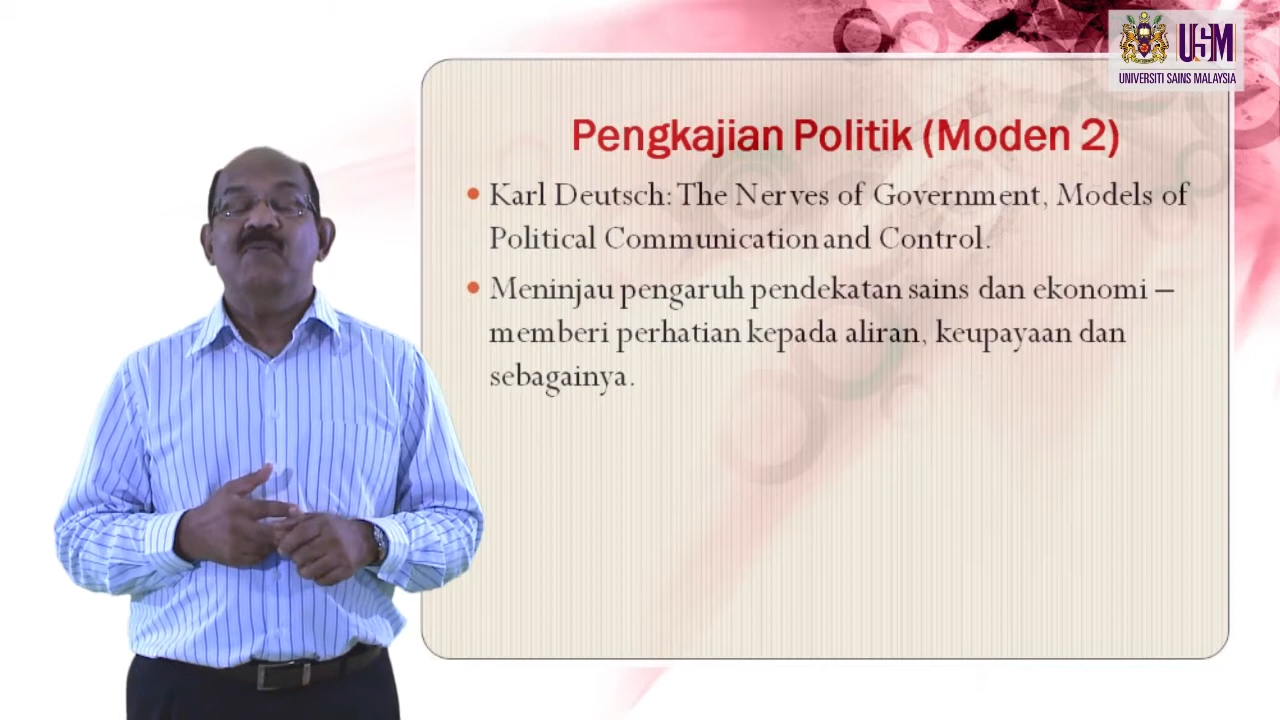 USM
UNIVERSITI SAINS MALAYSIA
Pengkajian Politik (Moden 2)
• Karl Deutsch: The Nerves of Government, Models of
Political Communication and Control.
• Meninjau pengaruh pendekatan sains dan ekonomi –
memberi perhatian kepada aliran, keupayaan dan
sebagainya.